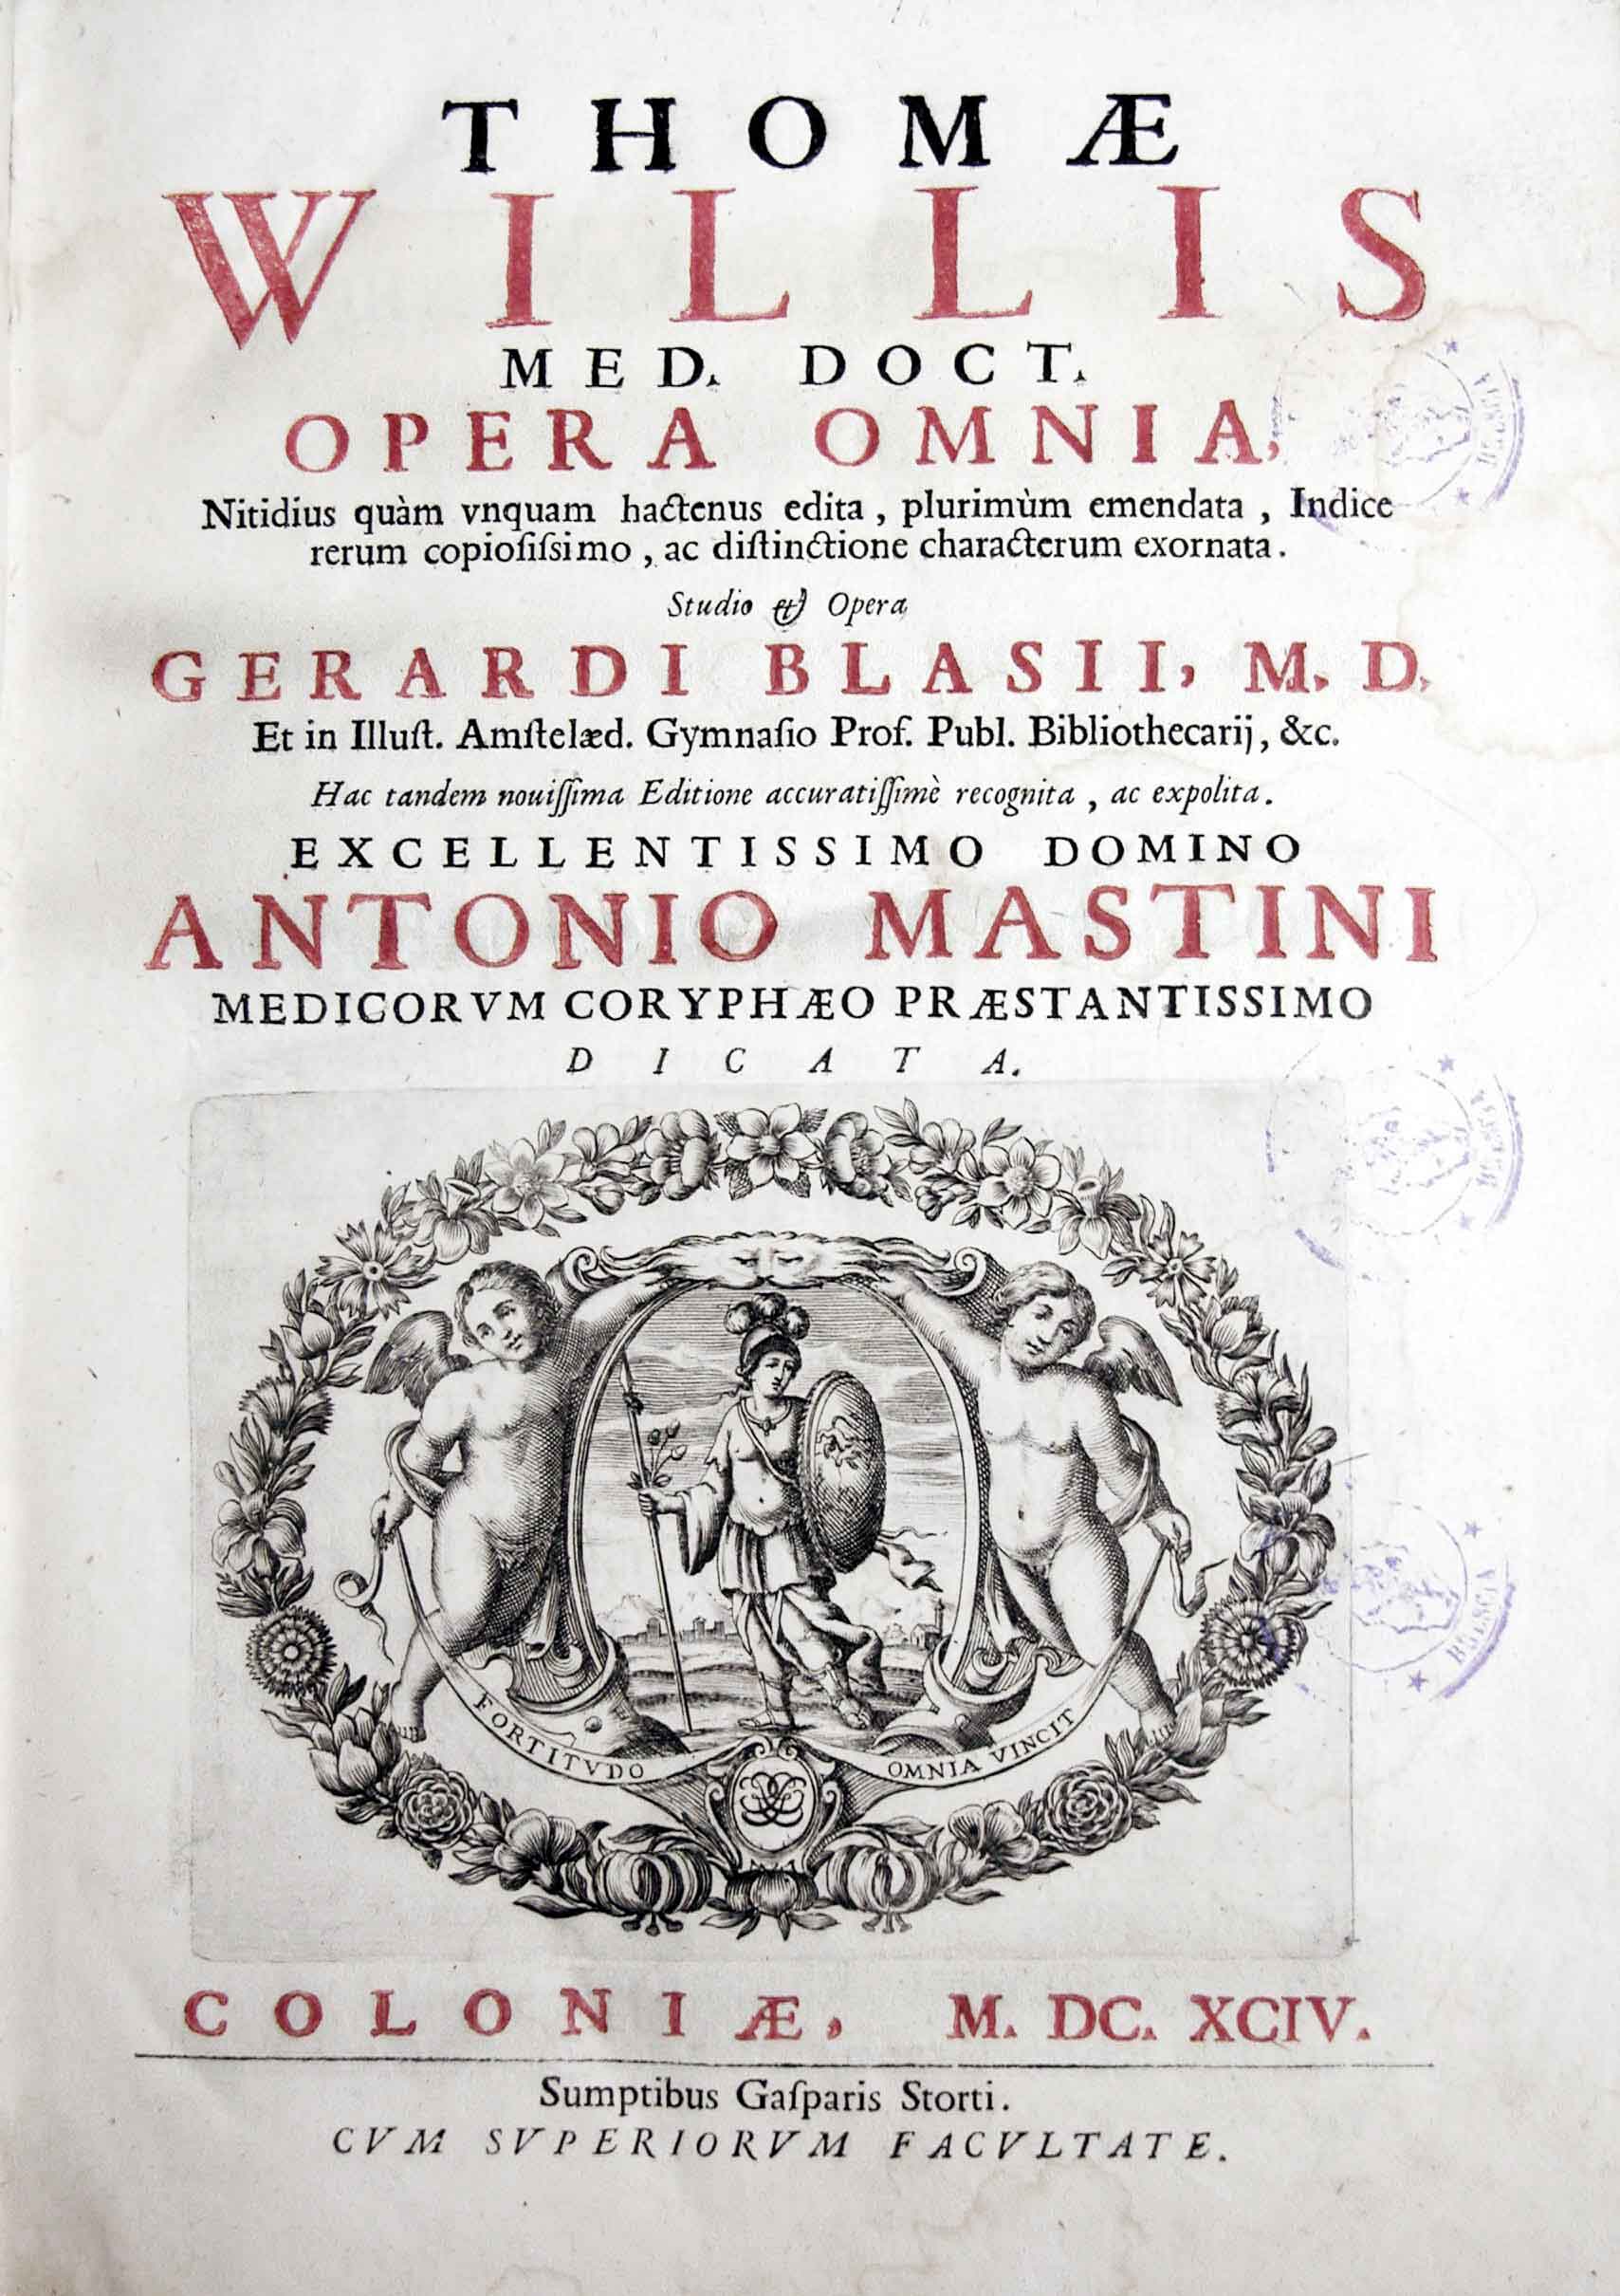 THOMÆ
WILLIS
MED. DOCT.
OPERA OMNIA,
Nitidius quàm vnquam hactenus edita, plurimùm emendata, Indice
rerum copiosiſsimo, ac diſtinctione characterum exornata.
Studio & Opera
GERARDI BLASII, M. D.
Et in Illuſt. Amſtelæd. Gymnaſio Prof. Publ. Bibliothecarij, &c.
Hac tandem nouiſſima Editione accuratiſſimè recognita, ac expolita.
EXCELLENTISSIMO DOMINO
ANTONIO MASTINI
MEDICORVM CORYPHÆO PRÆSTANTISSIMO
DICATA.
FORTITVDO OMNIA VINCIT
COLONIÆ, M. DC. XCIV.
Sumptibus Gaſparis Storti.
CVM SVPERIORVM FACVLTATE.